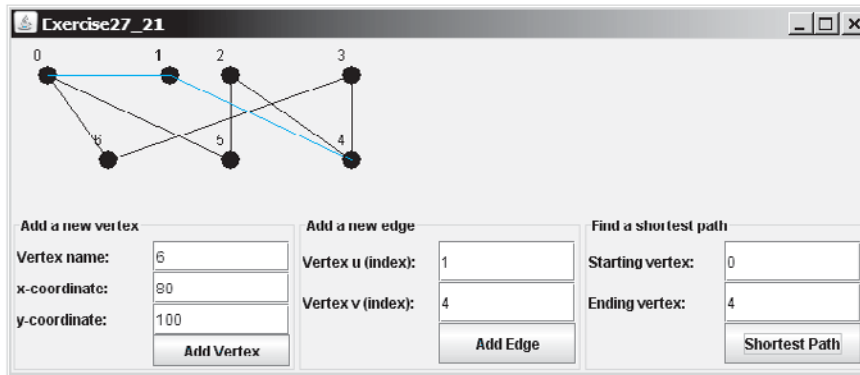 Exercise27_21
0 1 2 3
6 5 4
Add a new vertex
Vertex name: 6
x-coordinate: 80
y-coordinate: 100
Add Vertex
Add a new edge
Vertex u (index): 1
Vertex v (index): 4
Add Edge
Find a shortest path
Starting vertex: 0
Ending vertex: 4
Shortest Path